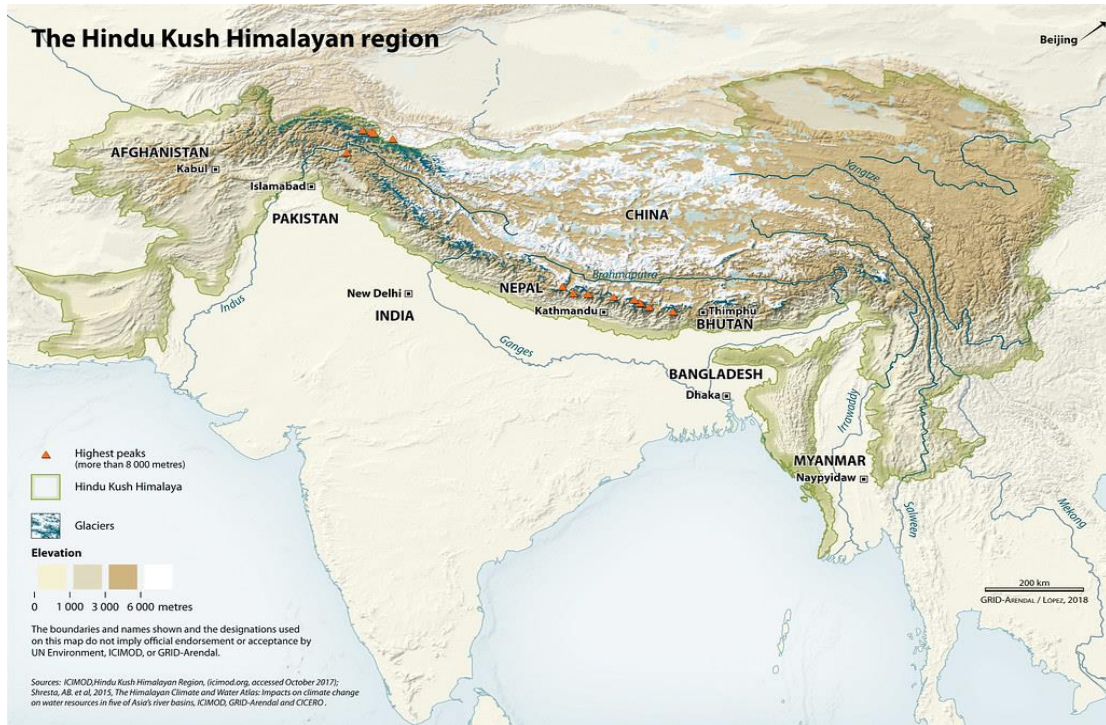 The Hindu Kush Himalayan region
Beijing
AFGHANISTAN
Kabul
Islamabad
PAKISTAN
Yangtze
CHINA
Brahmaputra
NEPAL
New Delhi
INDIA
Kathmandu
Thimphu
BHUTAN
Indus
Ganges
BANGLADESH
Dhaka
Irrawaddy
MYANMAR
Naypyidaw
Salween
Mekong
Highest peaks
(more than 8 000 metres)
Hindu Kush Himalaya
Glaciers
Elevation
0 1 000 3 000 6 000 metres
200 km
GRID-Arendal / López, 2018
The boundaries and names shown and the designations used
on this map do not imply official endorsement or acceptance by
UN Environment, ICIMOD, or GRID-Arendal.
Sources: ICIMOD,Hindu Kush Himalayan Region, (icimod.org, accessed October 2017);
Shresta, AB. et al, 2015, The Himalayan Climate and Water Atlas: Impacts on climate change
on water resources in five of Asia's river basins, ICIMOD, GRID-Arendal and CICERO .